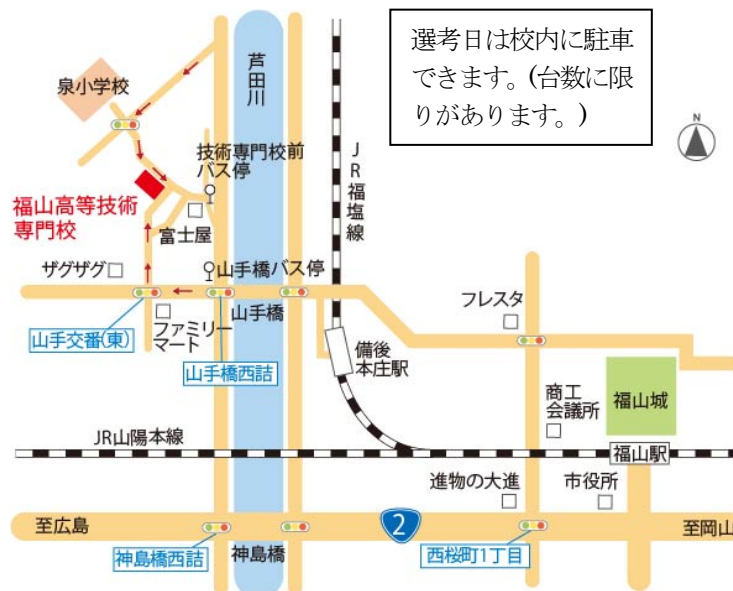 選考日は校内に駐車
できます。(台数に限
りがあります。)
N
泉小学校
芦田川
技術専門校前
バス停
JR福塩線
福山高等技術
専門校
富士屋
ザグザグ
山手橋バス停
山手橋
フレスタ
山手交番(東)
ファミリー
マート
山手橋西詰
備後
本庄駅
商工
会議所
福山城
JR山陽本線
福山駅
進物の大進
市役所
至広島
2
至岡山
神島橋西詰
神島橋
西桜町1丁目